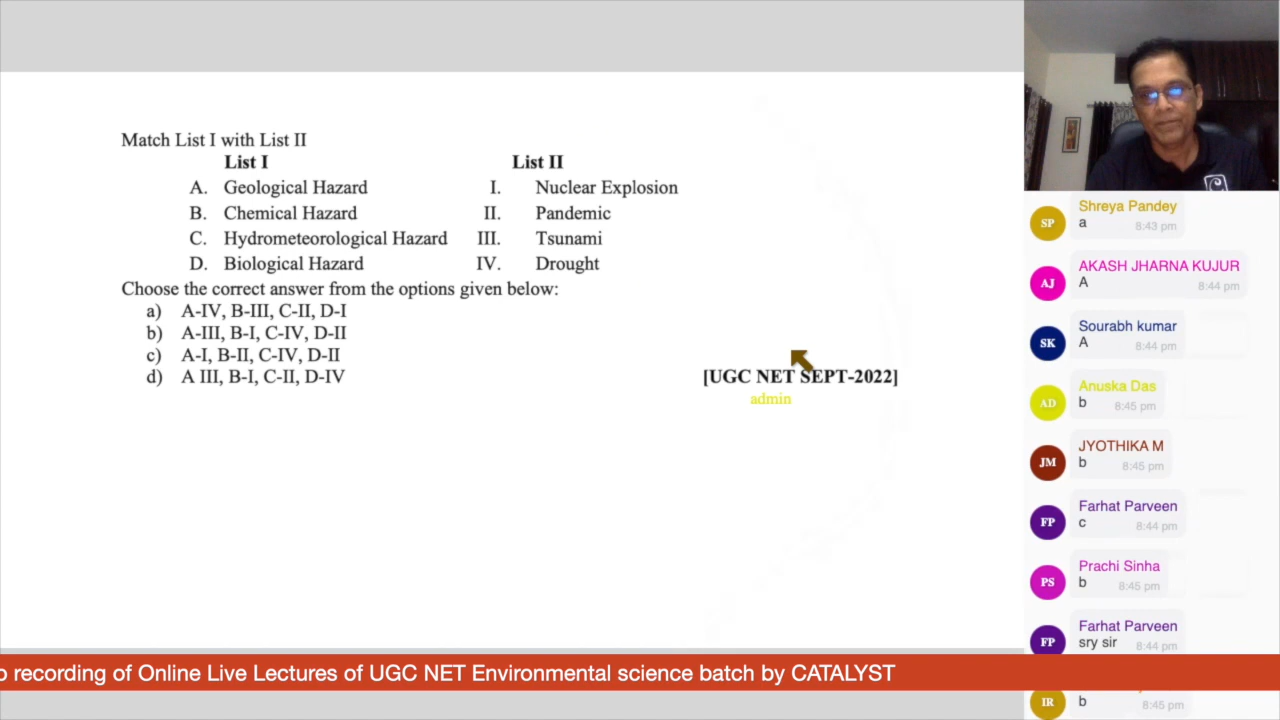 Match List I with List II
List I List II
A. Geological Hazard I. Nuclear Explosion
B. Chemical Hazard II. Pandemic
C. Hydrometeorological Hazard III. Tsunami
D. Biological Hazard IV. Drought
Choose the correct answer from the options given below:
a) A-IV, B-III, C-II, D-I
b) A-III, B-I, C-IV, D-II
c) A-I, B-II, C-IV, D-II
d) A III, B-I, C-II, D-IV
[UGC NET SEPT-2022]
admin
SP
Shreya Pandey
a 8:43 pm
AJ
AKASH JHARNA KUJUR
A 8:44 pm
SK
Sourabh kumar
A 8:44 pm
AD
Anuska Das
b 8:45 pm
JM
JYOTHIKA M
b 8:45 pm
FP
Farhat Parveen
c 8:44 pm
PS
Prachi Sinha
b 8:45 pm
FP
Farhat Parveen
sry sir 8:44 pm
recording of Online Live Lectures of UGC NET Environmental science batch by CATALYST
IR
b 8:45 pm